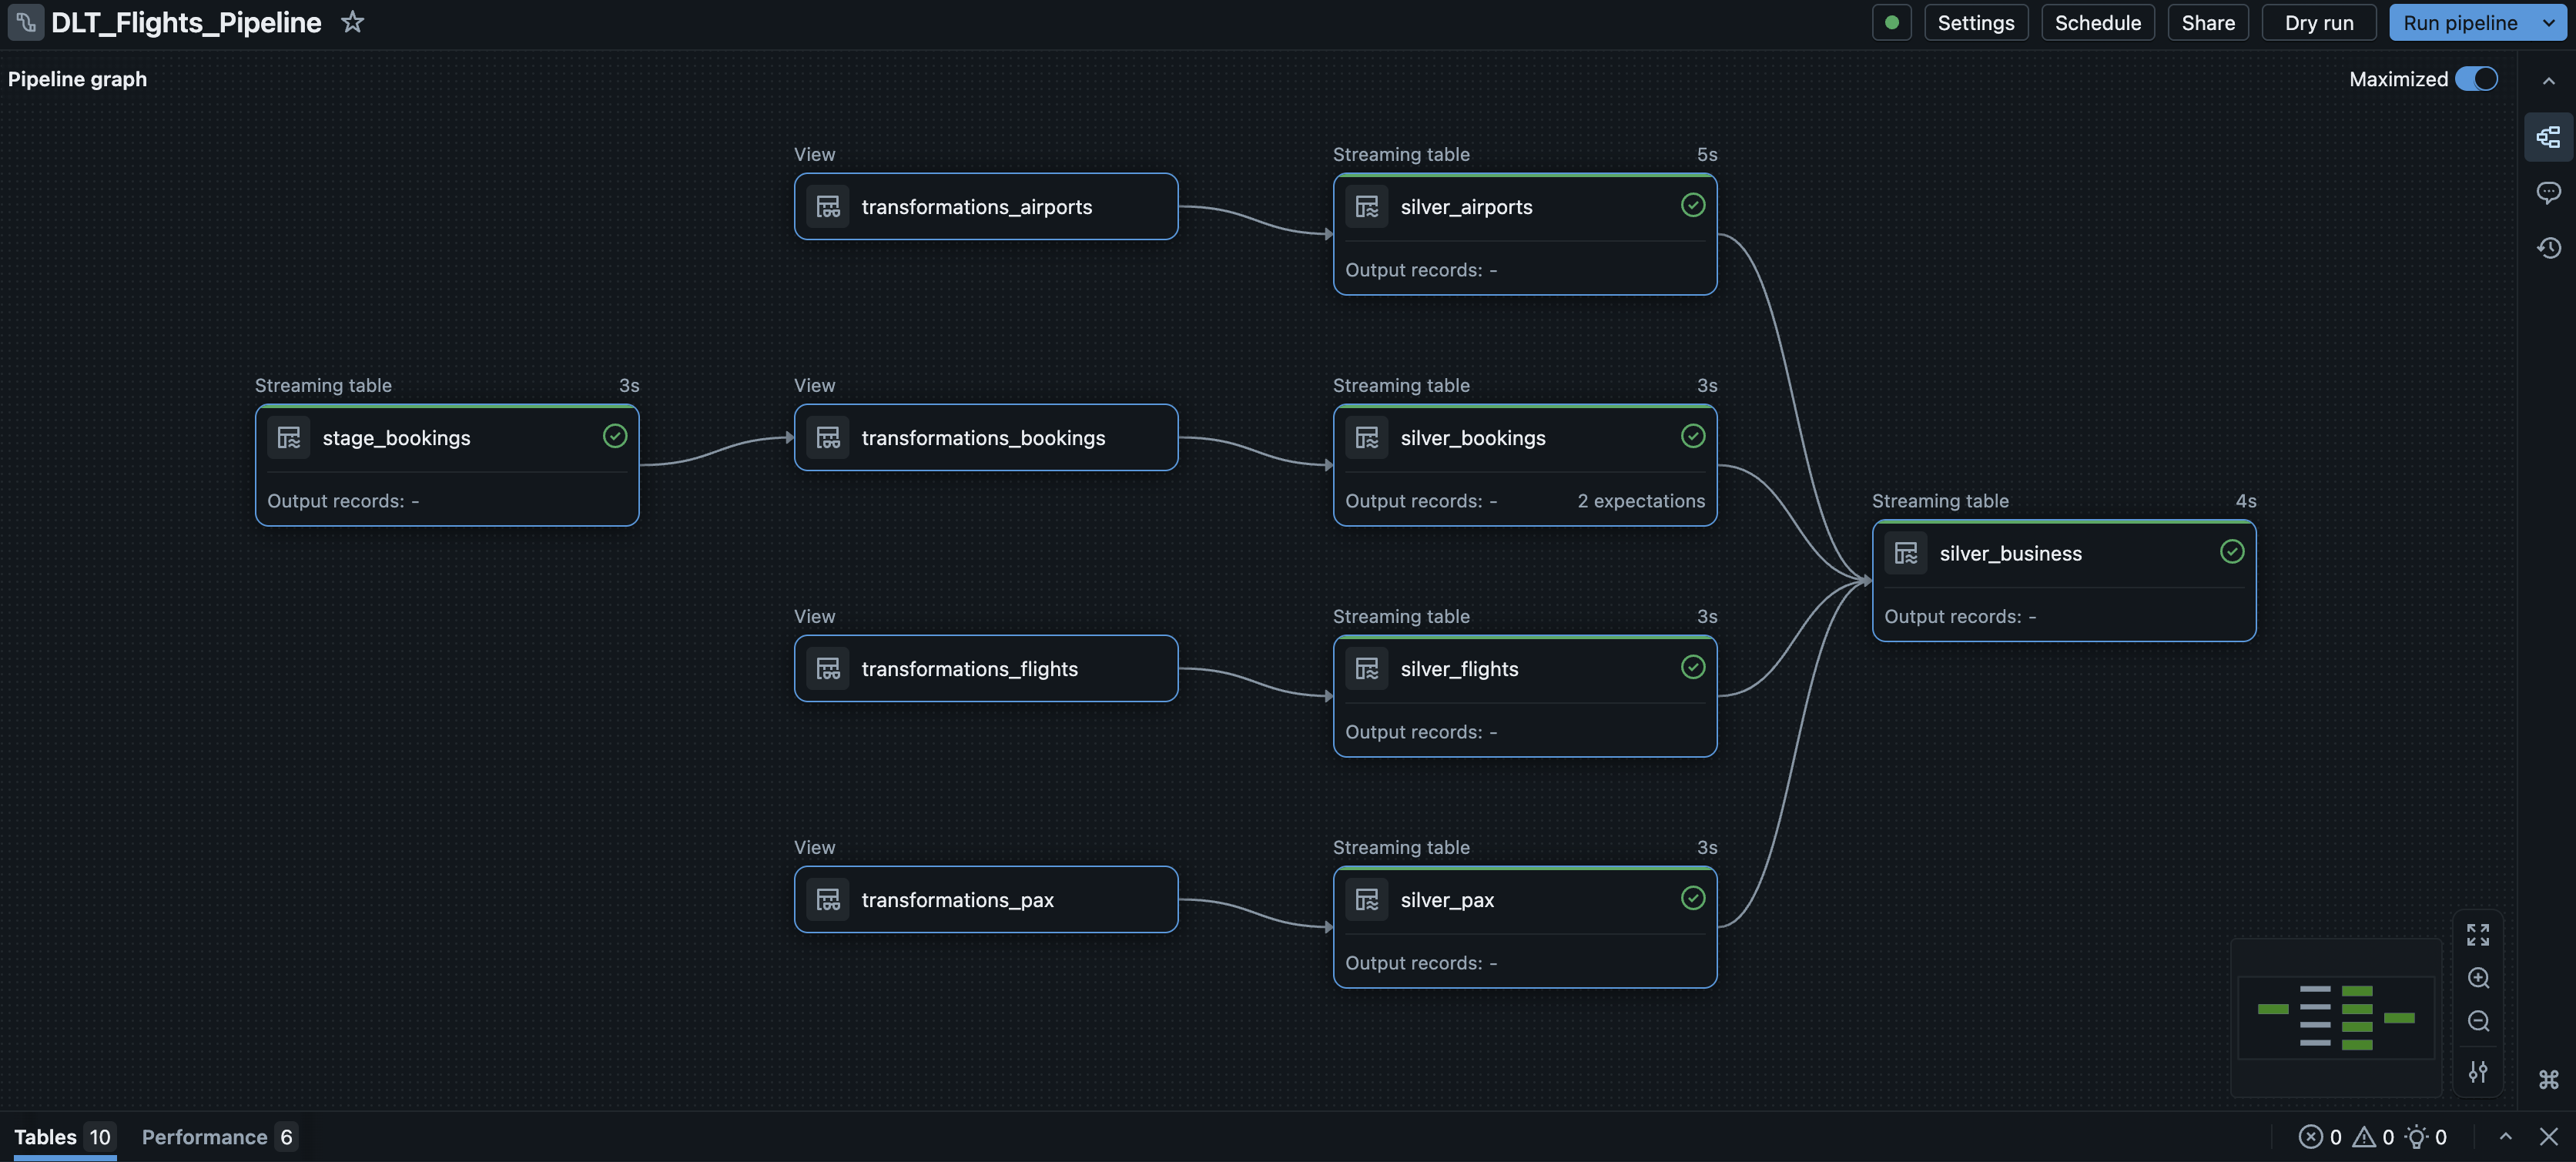 DLT_Flights_Pipeline
Settings
Schedule
Share
Dry run
Run pipeline
Pipeline graph
Maximized
View
transformations_airports
Streaming table 5s
silver_airports
Output records: -
Streaming table 3s
stage_bookings
Output records: -
View
transformations_bookings
Streaming table 3s
silver_bookings
Output records: - 2 expectations
Streaming table 4s
silver_business
Output records: -
View
transformations_flights
Streaming table 3s
silver_flights
Output records: -
View
transformations_pax
Streaming table 3s
silver_pax
Output records: -
Tables 10
Performance 6
0 0 0